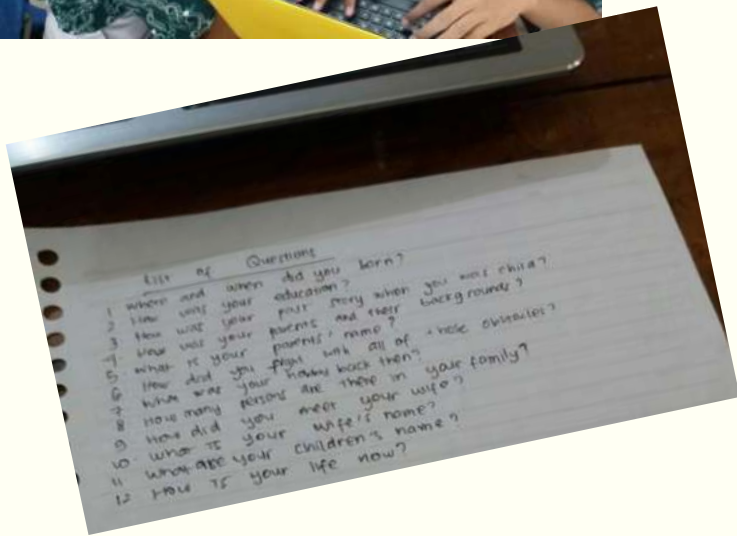 List of Questions
1 Where and when did you born?
2 How was your education?
3 How was your past story when you was child?
4 How was your parents and their backgrounds?
5 What is your parents' name?
6 How did you fight with all of these obstacles?
7 What was your hobby back then?
8 How many persons are there in your family?
9 How did you meet your wife?
10. What is your wife's name?
11 What are your children's name?
12 How is your life now?